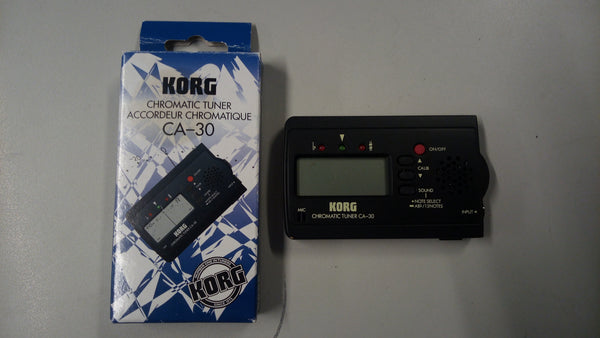 KORG
CHROMATIC TUNER
ACCORDEUR CHROMATIQUE
CA-30
KORG
KORG
ON/OFF
CALIB
SOUND
NOTE SELECT
MIC
KORG
CHROMATIC TUNER CA-30
INPUT